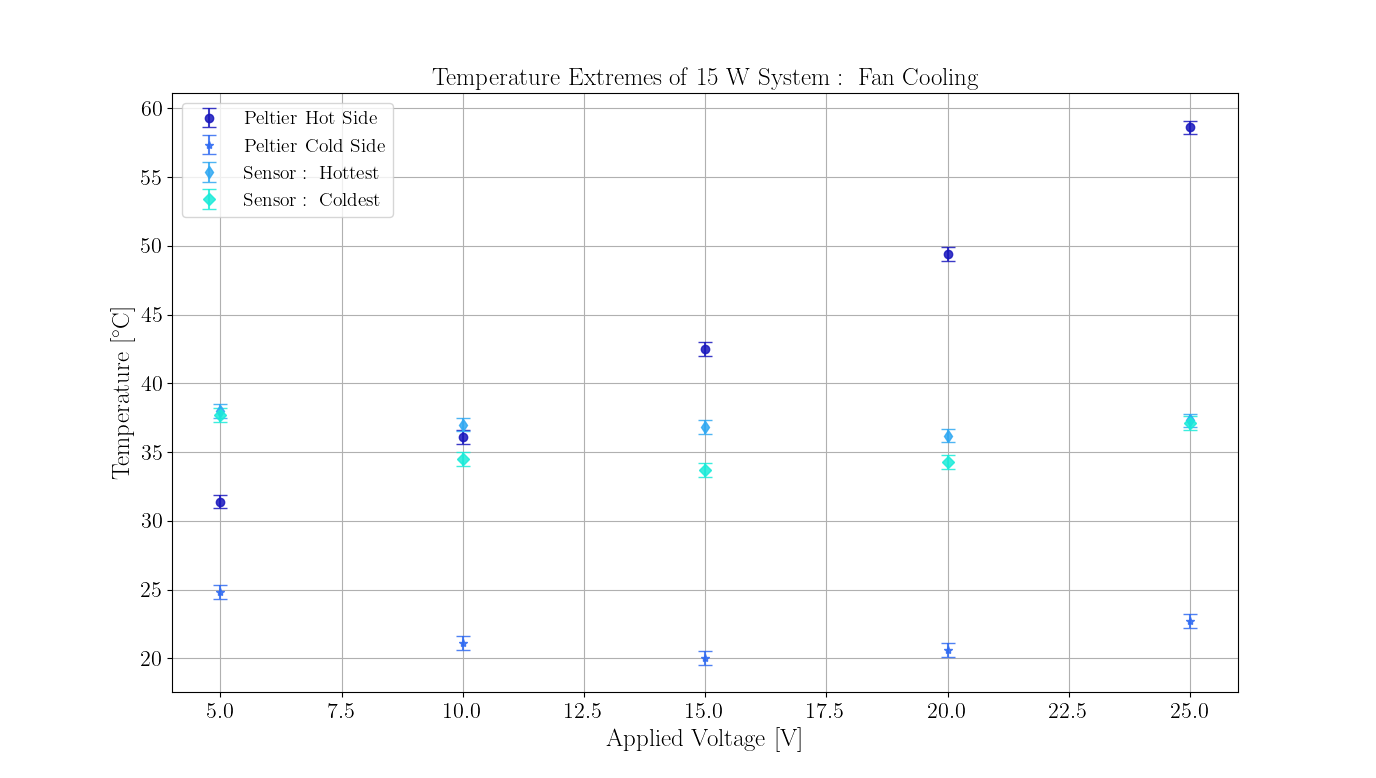 Temperature Extremes of 15 W System : Fan Cooling
Peltier Hot Side
Peltier Cold Side
Sensor : Hottest
Sensor : Coldest
60
55
50
45
40
35
30
25
20
Temperature [°C]
5.0 7.5 10.0 12.5 15.0 17.5 20.0 22.5 25.0
Applied Voltage [V]